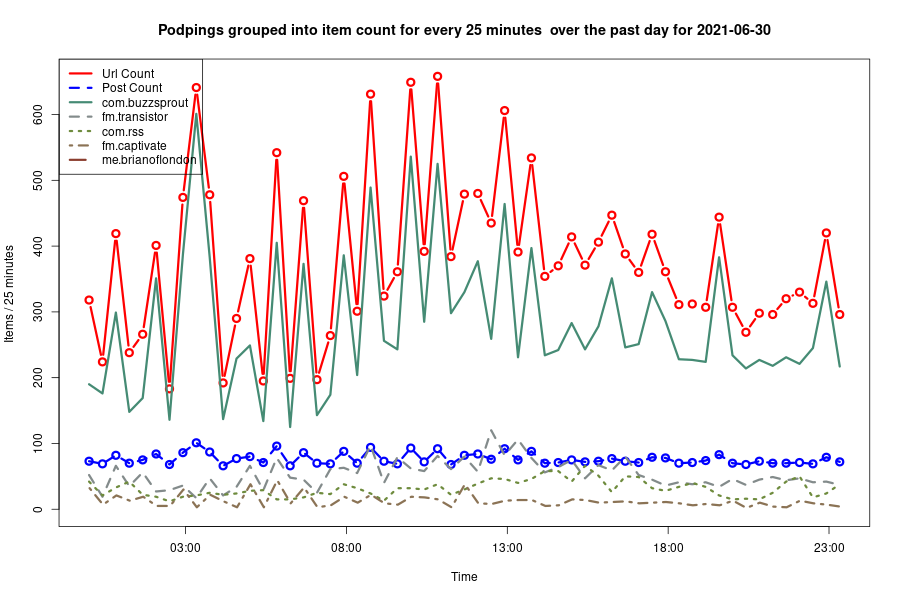 Podpings grouped into item count for every 25 minutes  over the past day for 2021-06-30
Url Count
Post Count
com.buzzsprout
fm.transistor
com.rss
fm.captivate
me.brianoflondon
Items / 25 minutes
600
500
400
300
200
100
0
03:00 08:00 13:00 18:00 23:00
Time